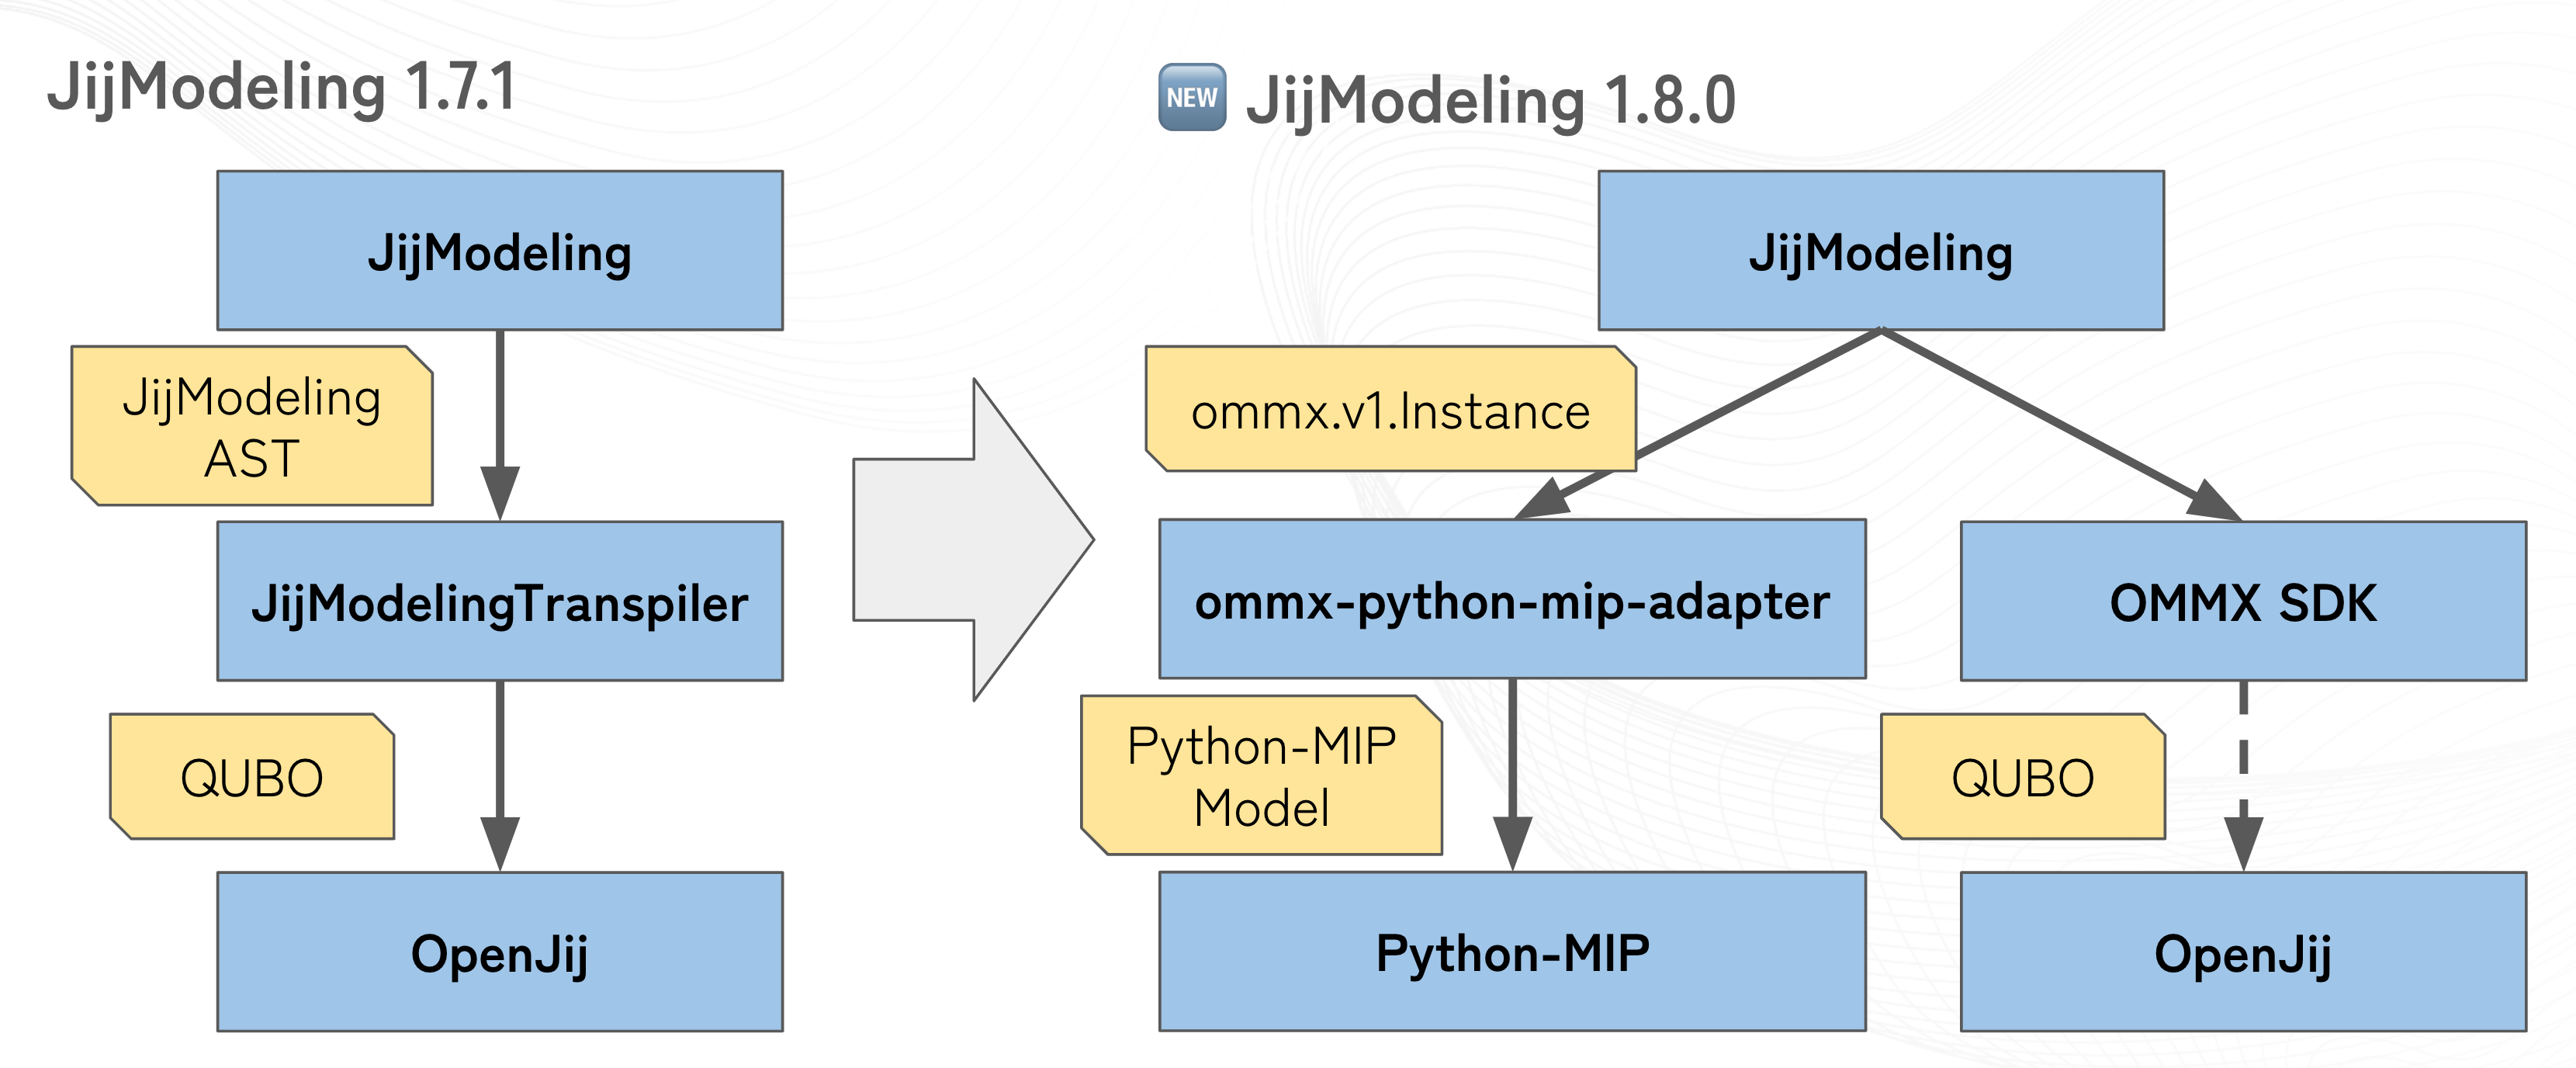 JijModeling 1.7.1
JijModeling
JijModeling
AST
JijModelingTranspiler
QUBO
OpenJij
NEW JijModeling 1.8.0
JijModeling
ommx.v1.Instance
ommx-python-mip-adapter
OMMX SDK
Python-MIP
Model
QUBO
Python-MIP
OpenJij